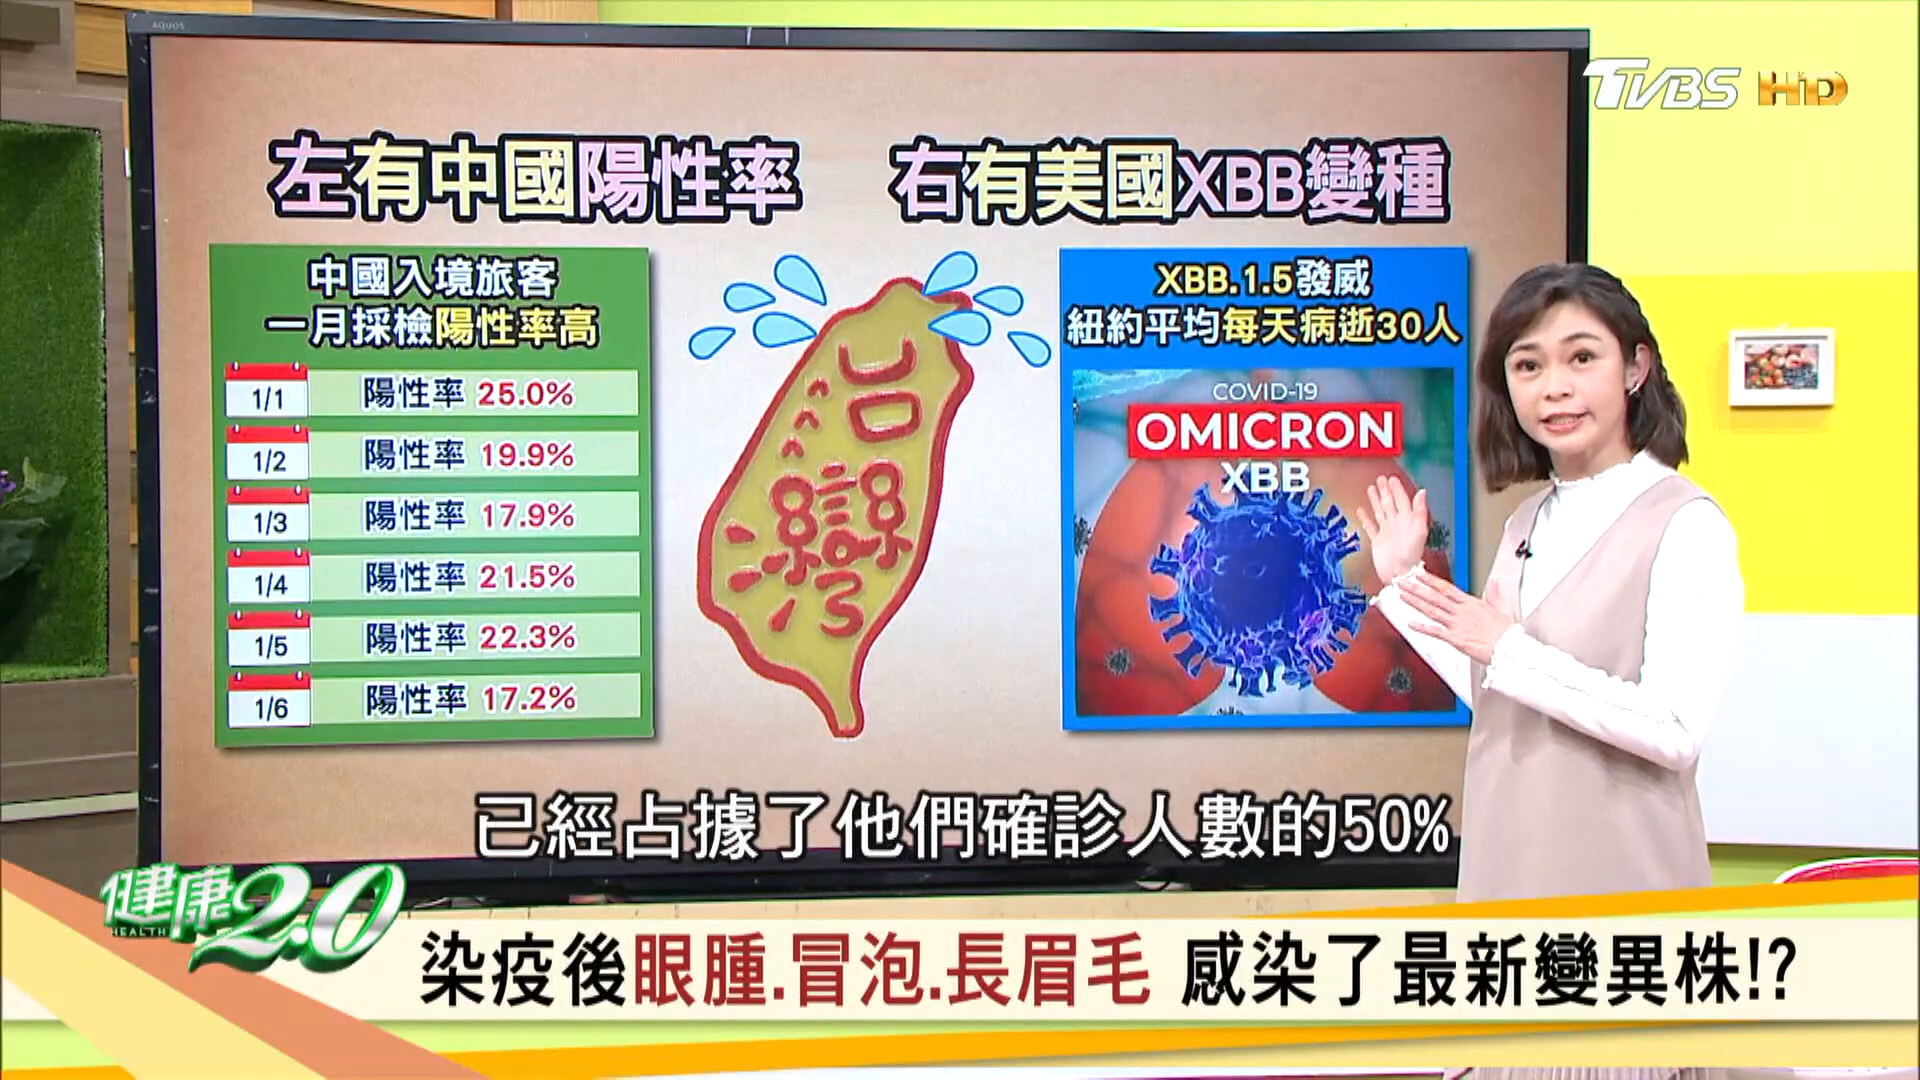 AQUOS
TVBS HD
左有中國陽性率
右有美國XBB變種
中國入境旅客
一月採檢陽性率高
1/1 陽性率 25.0%
1/2 陽性率 19.9%
1/3 陽性率 17.9%
1/4 陽性率 21.5%
1/5 陽性率 22.3%
1/6 陽性率 17.2%
台灣
XBB.1.5發威
紐約平均每天病逝30人
COVID-19
OMICRON
XBB
已經占據了他們確診人數的50%
健康2.0
HEALTH
染疫後眼腫.冒泡.長眉毛 感染了最新變異株!?